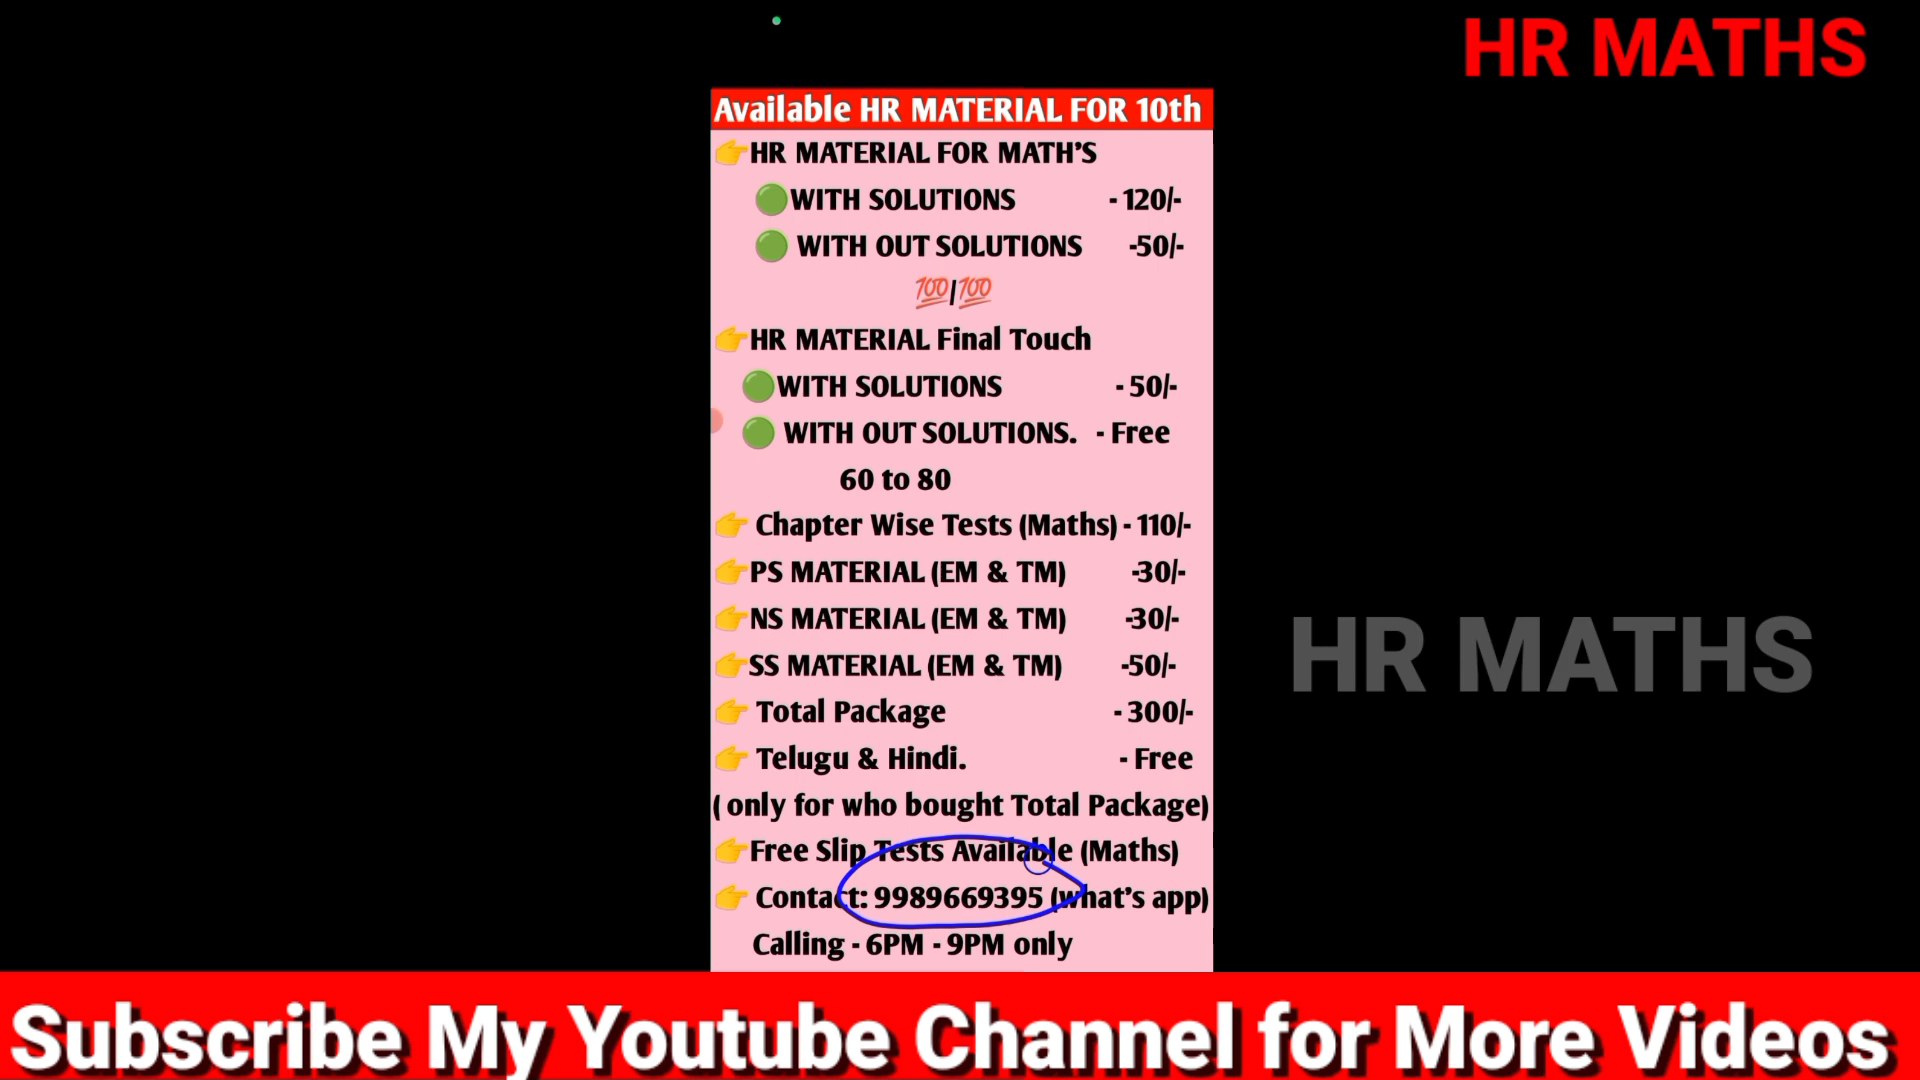 HR MATHS
Available HR MATERIAL FOR 10th
👉HR MATERIAL FOR MATH'S
🟢WITH SOLUTIONS - 120/-
🟢 WITH OUT SOLUTIONS -50/-
💯/💯
👉HR MATERIAL Final Touch
🟢WITH SOLUTIONS - 50/-
🟢 WITH OUT SOLUTIONS. - Free
60 to 80
👉 Chapter Wise Tests (Maths) - 110/-
👉PS MATERIAL (EM & TM) -30/-
👉NS MATERIAL (EM & TM) -30/-
HR MATHS
👉SS MATERIAL (EM & TM) -50/-
👉 Total Package - 300/-
👉 Telugu & Hindi. - Free
( only for who bought Total Package)
👉Free Slip Tests Available (Maths)
👉 Contact: 9989669395 (what's app)
Calling - 6PM - 9PM only
Subscribe My Youtube Channel for More Videos